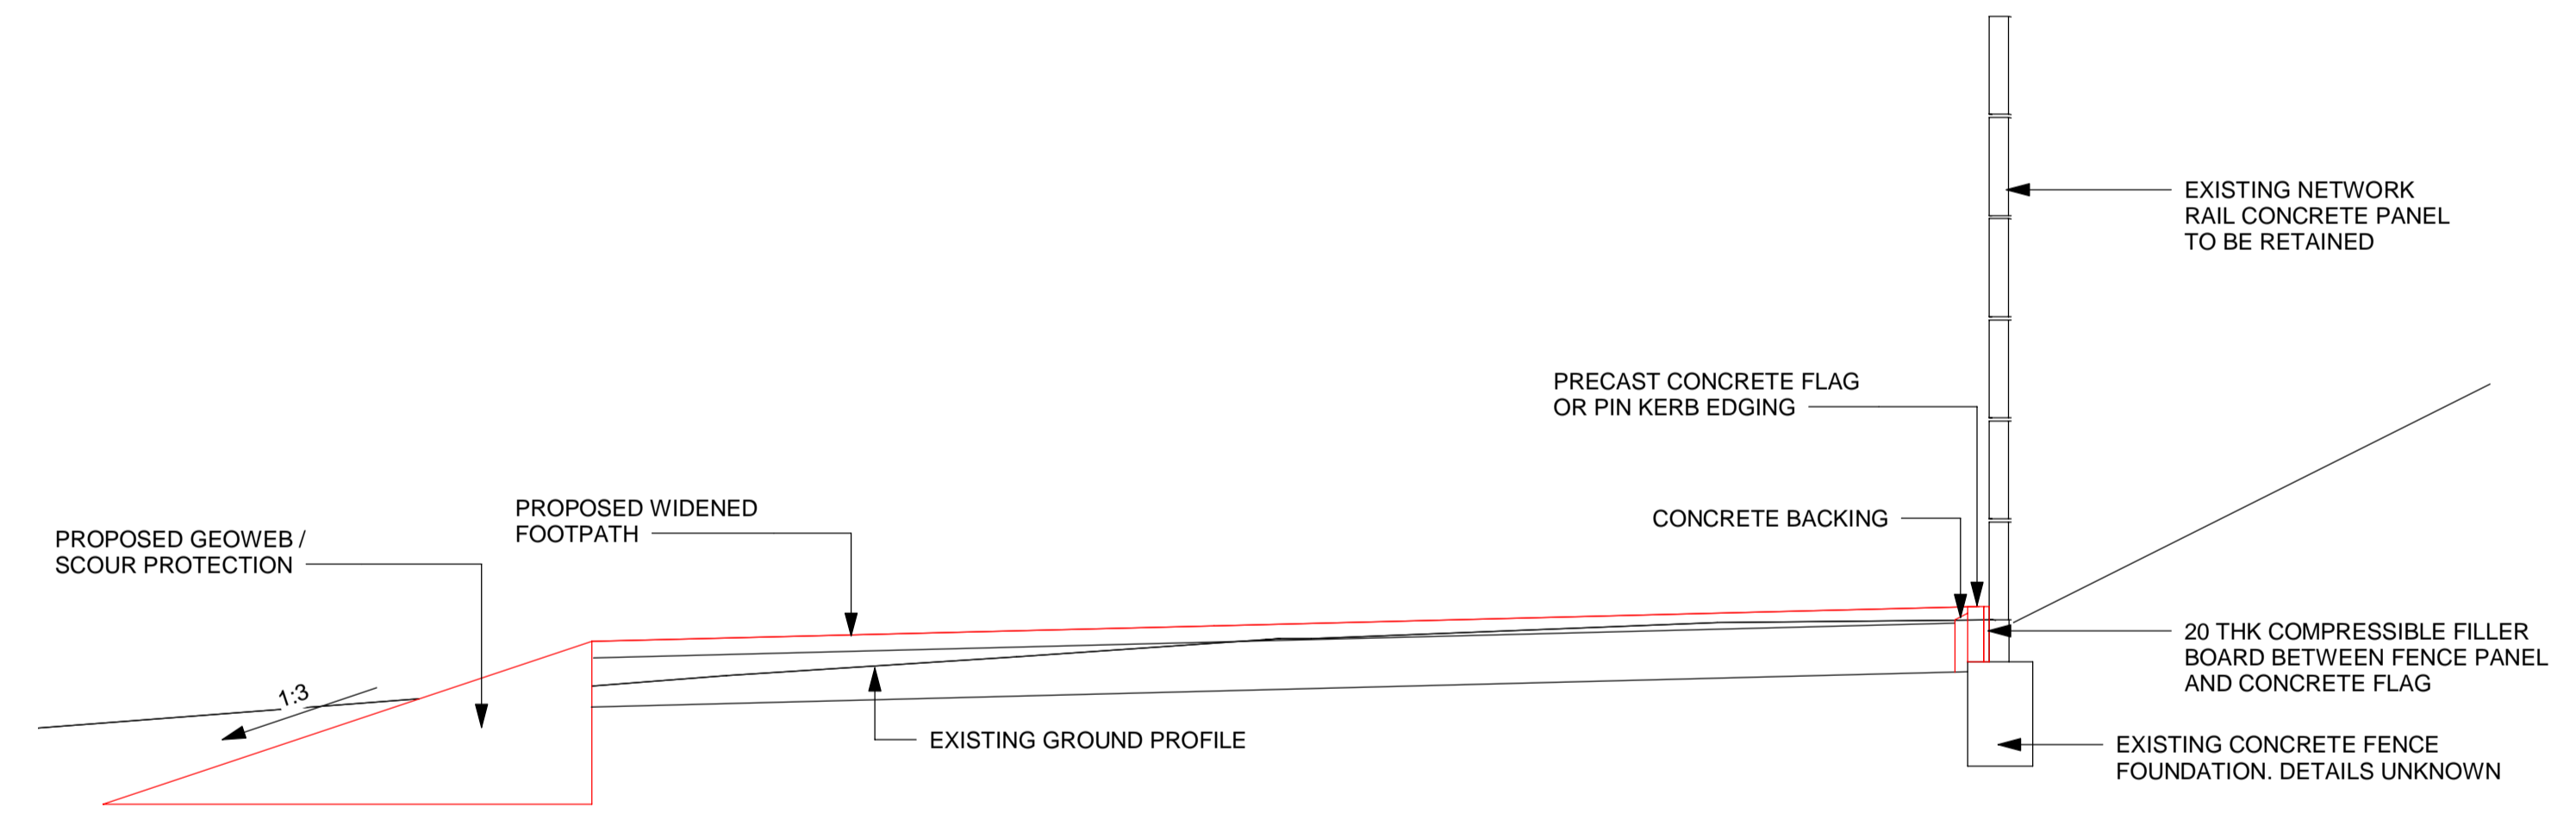 EXISTING NETWORK
RAIL CONCRETE PANEL
TO BE RETAINED
PRECAST CONCRETE FLAG
OR PIN KERB EDGING
CONCRETE BACKING
PROPOSED WIDENED
FOOTPATH
PROPOSED GEOWEB /
SCOUR PROTECTION
20 THK COMPRESSIBLE FILLER
BOARD BETWEEN FENCE PANEL
AND CONCRETE FLAG
1:3
EXISTING GROUND PROFILE
EXISTING CONCRETE FENCE
FOUNDATION. DETAILS UNKNOWN